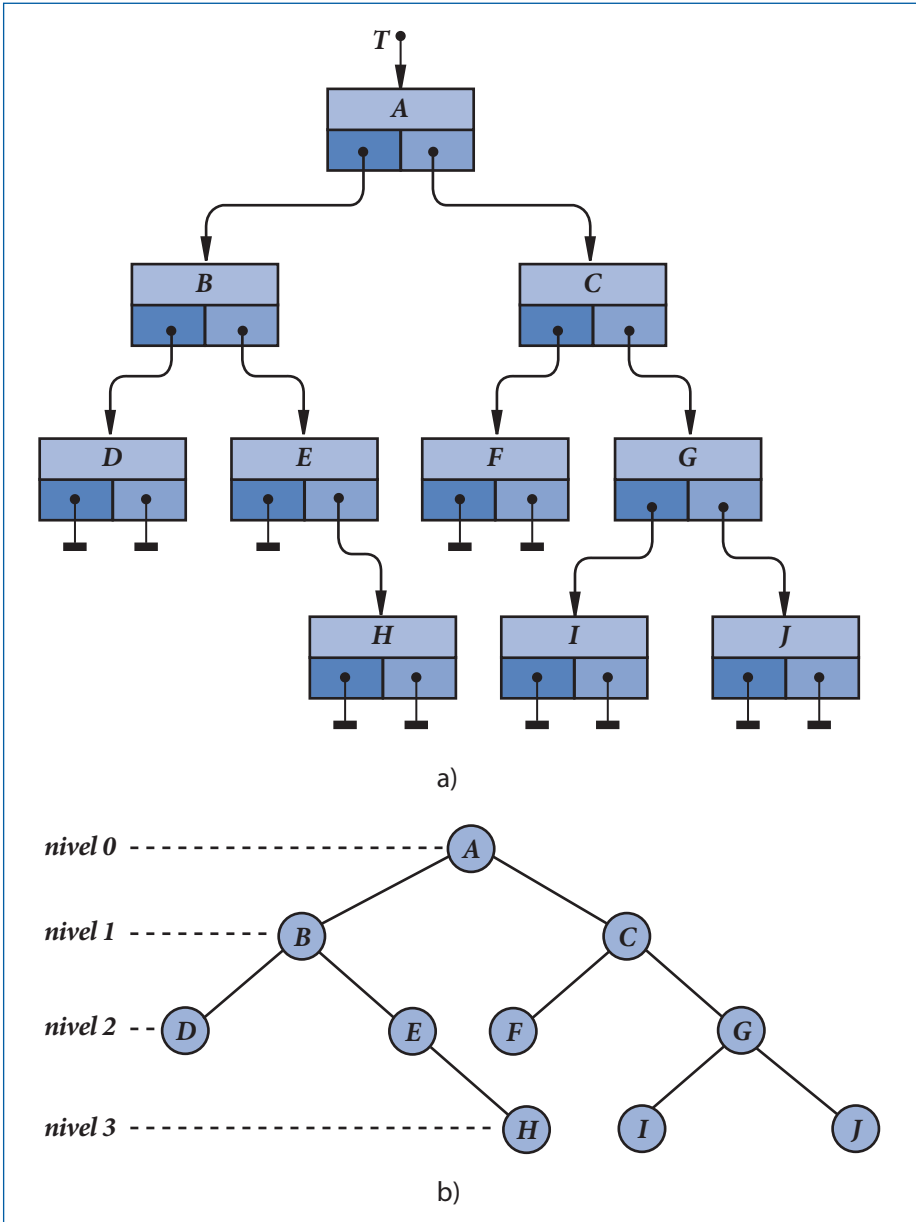 T
A
B C
D E F G
H I J
a)
nivel 0 A
nivel 1 B C
nivel 2 D E F G
nivel 3 H I J
b)